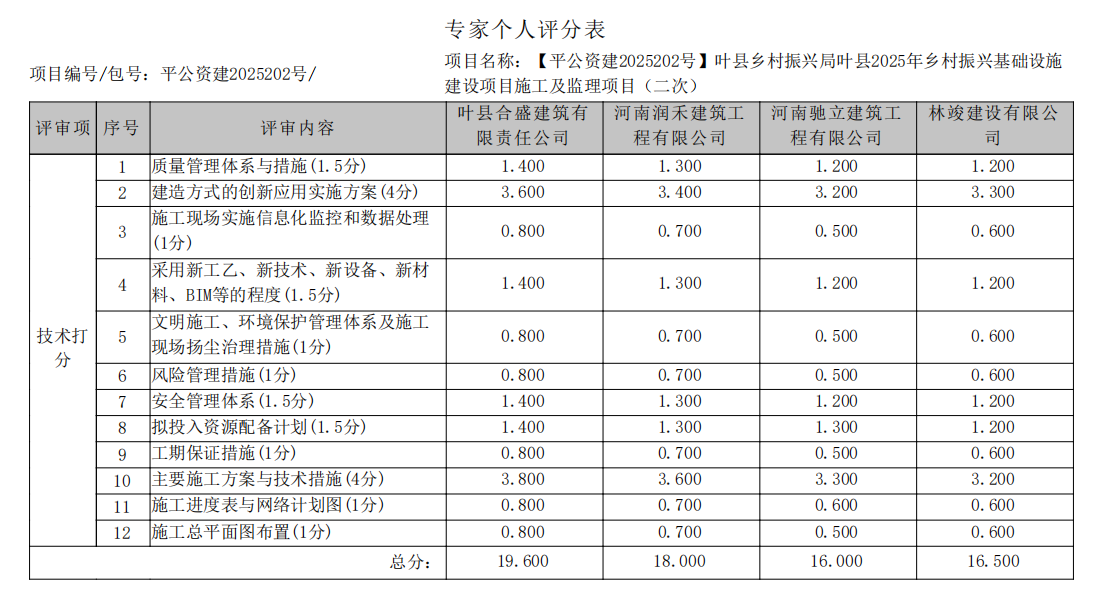 专家个人评分表
项目编号/包号：平公资建2025202号/
项目名称：【平公资建2025202号】叶县乡村振兴局叶县2025年乡村振兴基础设施
建设项目施工及监理项目（二次）
评审项 序号 评审内容 叶县合盛建筑有 河南润禾建筑工 河南驰立建筑工 林竣建设有限公
限责任公司 程有限公司 程有限公司 司
1 质量管理体系与措施(1.5分) 1.400 1.300 1.200 1.200
2 建造方式的创新应用实施方案(4分) 3.600 3.400 3.200 3.300
施工现场实施信息化监控和数据处理
3 (1分) 0.800 0.700 0.500 0.600
采用新工乙、新技术、新设备、新材
4 料、BIM等的程度(1.5分) 1.400 1.300 1.200 1.200
技术打
分
文明施工、环境保护管理体系及施工
5 现场扬尘治理措施(1分) 0.800 0.700 0.500 0.600
6 风险管理措施(1分) 0.800 0.700 0.500 0.600
7 安全管理体系(1.5分) 1.400 1.300 1.200 1.200
8 拟投入资源配备计划(1.5分) 1.400 1.300 1.300 1.200
9 工期保证措施(1分) 0.800 0.700 0.500 0.600
10 主要施工方案与技术措施(4分) 3.800 3.600 3.300 3.200
11 施工进度表与网络计划图(1分) 0.800 0.700 0.600 0.600
12 施工总平面图布置(1分) 0.800 0.700 0.500 0.600
总分： 19.600 18.000 16.000 16.500